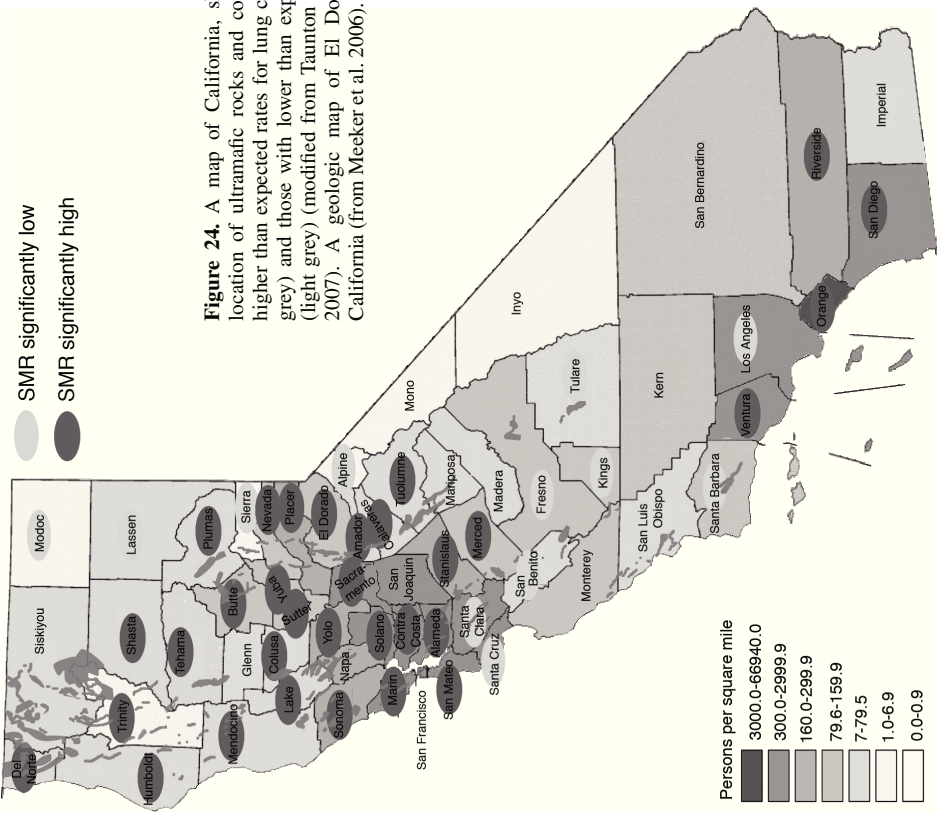 SMR significantly low
SMR significantly high
Figure 24. A map of California, s
location of ultramafic rocks and co
higher than expected rates for lung c
grey) and those with lower than exp
(light grey) (modified from Taunton
2007). A geologic map of El Do
California (from Meeker et al. 2006).
Del
Norte
Siskiyou
Modoc
Humboldt
Trinity
Shasta
Lassen
Tehama
Plumas
Mendocino
Glenn
Butte
Sierra
Lake
Colusa
Yuba
Nevada
Sutter
Placer
Sonoma
Napa
Yolo
El Dorado
Sacra-
mento
Amador
Alpine
Marin
Solano
Calaveras
Contra
Costa
San
Joaquin
Tuolumne
Mono
San Francisco
Alameda
Stanislaus
Mariposa
San Mateo
Santa
Clara
Merced
Santa Cruz
Madera
San
Benito
Fresno
Inyo
Monterey
Kings
Tulare
San Luis
Obispo
Kern
San Bernardino
Santa Barbara
Ventura
Los Angeles
Orange
Riverside
San Diego
Imperial
Persons per square mile
3000.0-66940.0
300.0-2999.9
160.0-299.9
79.6-159.9
7-79.5
1.0-6.9
0.0-0.9